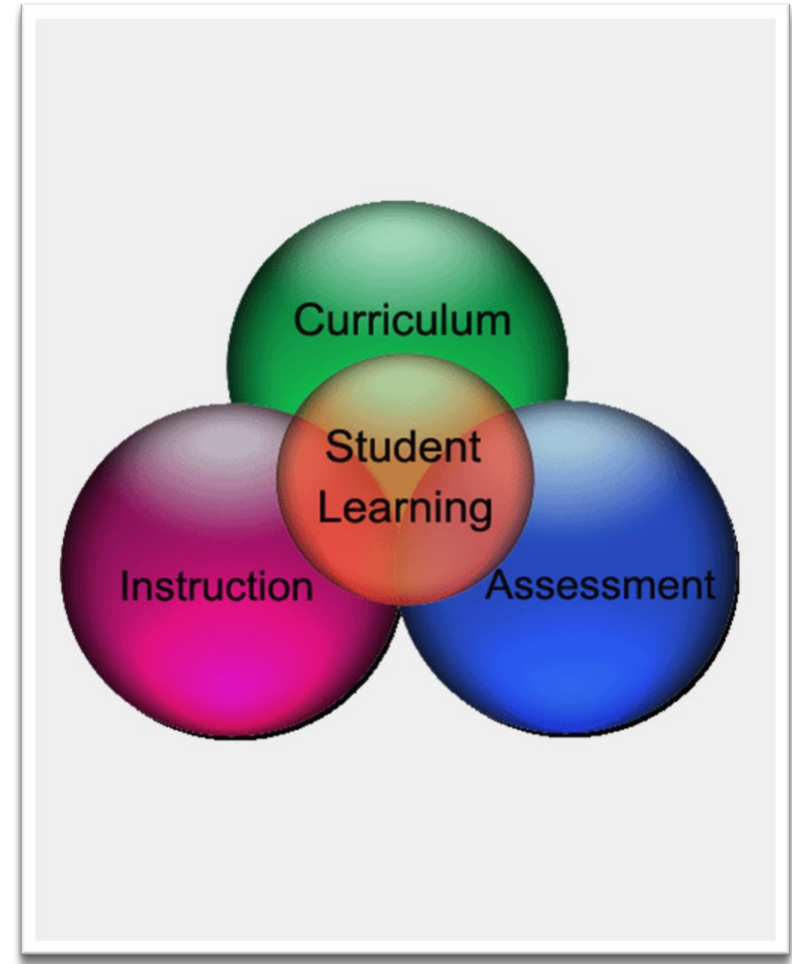 Curriculum
Student
Learning
Instruction
Assessment